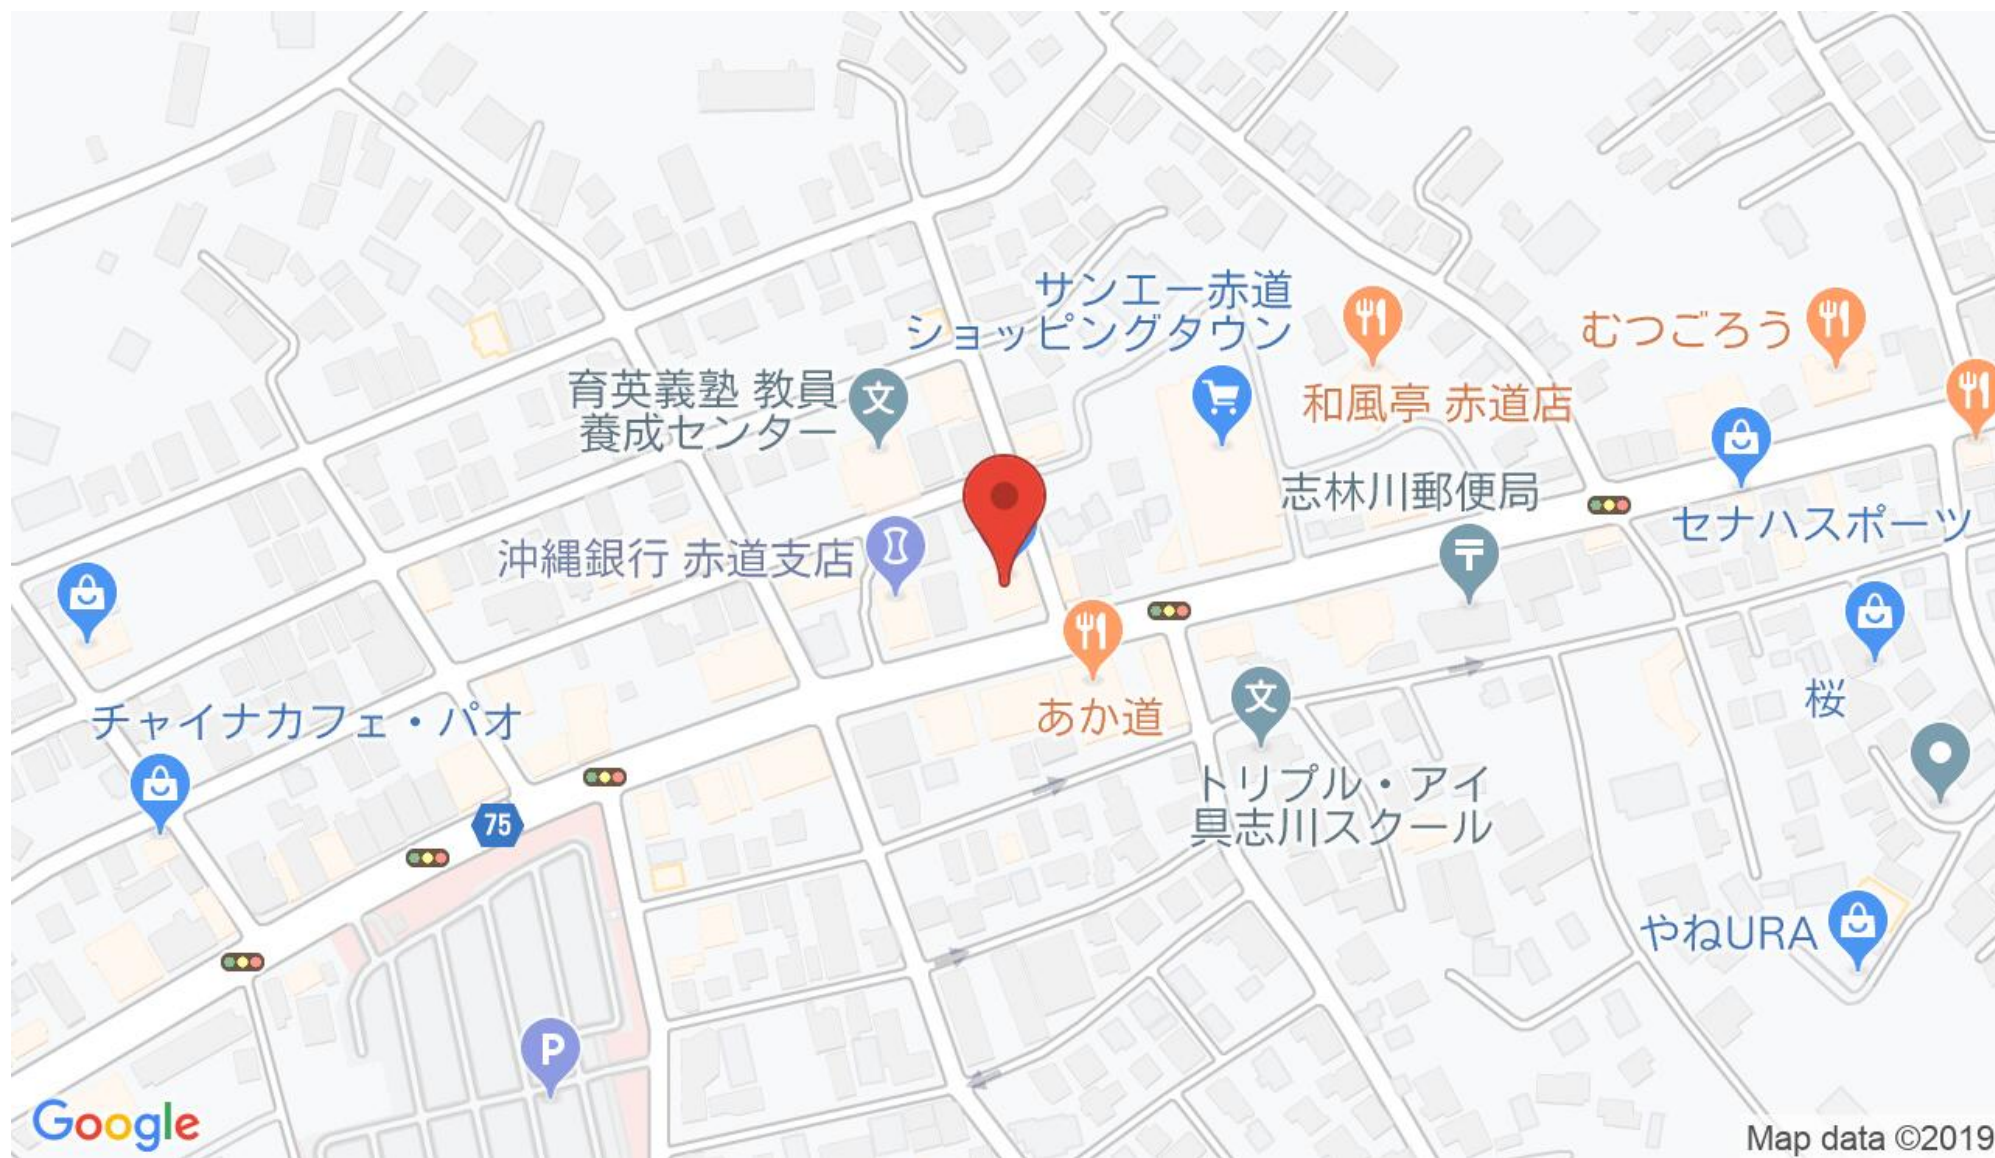 サンエー赤道
ショッピングタウン
むつごろう
育英義塾 教員
養成センター
文
和風亭 赤道店
志林川郵便局
〒
セナハスポーツ
沖縄銀行 赤道支店
桜
チャイナカフェ・パオ
あか道
文
トリプル・アイ
具志川スクール
75
やねURA
P
Google
Map data ©2019